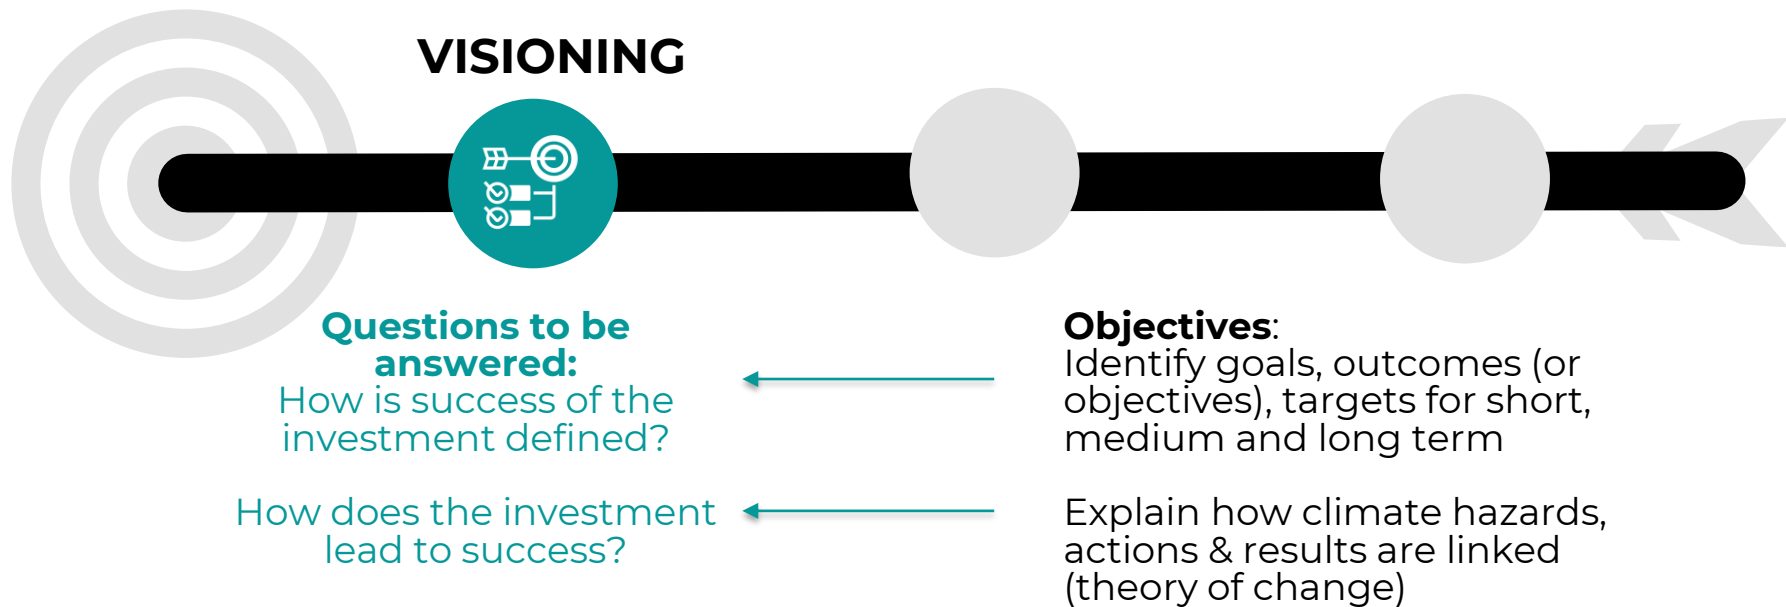 VISIONING
Questions to be
answered:
How is success of the
investment defined?
How does the investment
lead to success?
Objectives:
Identify goals, outcomes (or
objectives), targets for short,
medium and long term
Explain how climate hazards,
actions & results are linked
(theory of change)